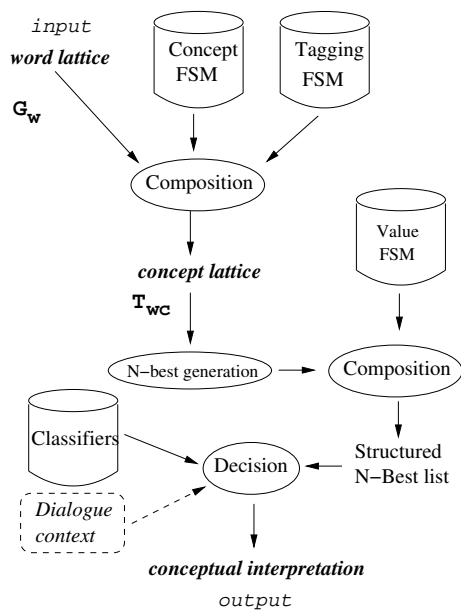 input
word lattice
Concept
FSM
Tagging
FSM
G_w
Composition
Value
FSM
concept lattice
T_WC
N−best generation
Composition
Classifiers
Decision
Structured
N−Best list
Dialogue
context
conceptual interpretation
output